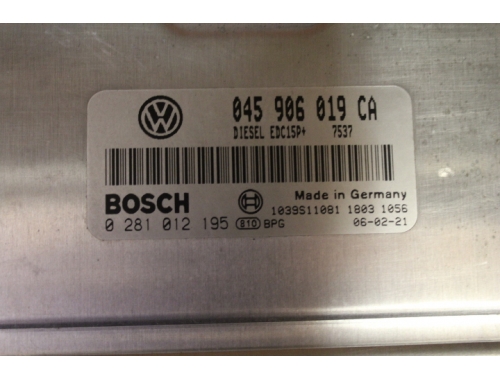 045 906 019 CA
DIESEL EDC15P+ 7537
BOSCH
Made in Germany
1039S11081 1803 1056
0 281 012 195 810 BPG 06-02-21